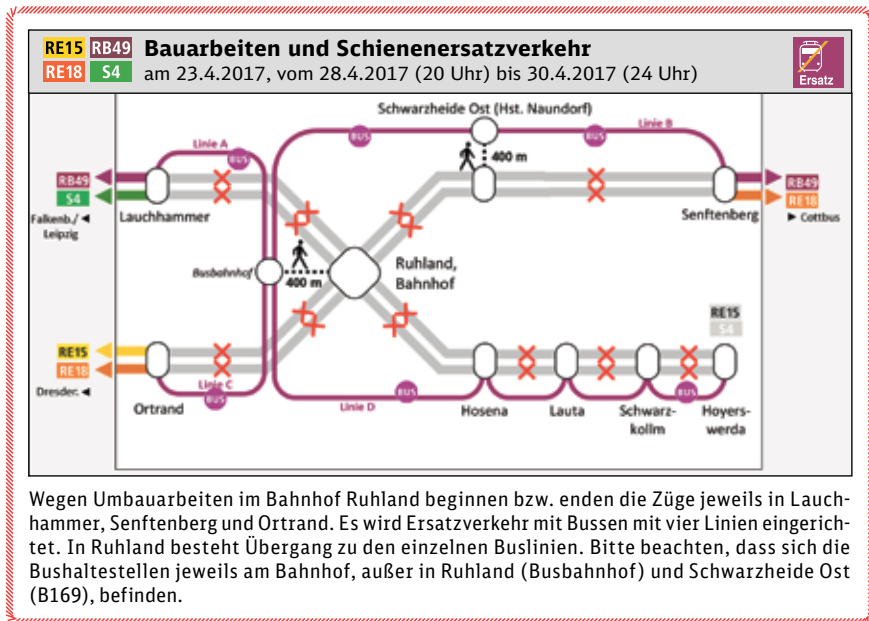 RE15 RB49 Bauarbeiten und Schienenersatzverkehr
RE18 S4 am 23.4.2017, vom 28.4.2017 (20 Uhr) bis 30.4.2017 (24 Uhr)
Ersatz
Schwarzheide Ost (Hst. Naundorf)
Linie A
BUS
BUS
Linie B
BUS
400 m
RB49
S4
Falkenb./ ◄
Leipzig
Lauchhammer
Senftenberg
RB49
RE18
► Cottbus
Busbahnhof
400 m
Ruhland,
Bahnhof
RE15
S4
RE15
RE18
Dresden ◄
Linie C
BUS
Ortrand
Linie D
BUS
Hosena
Lauta
Schwarz-
kollm
BUS
Hoyers-
werda
Wegen Umbauarbeiten im Bahnhof Ruhland beginnen bzw. enden die Züge jeweils in Lauch-
hammer, Senftenberg und Ortrand. Es wird Ersatzverkehr mit Bussen mit vier Linien eingerich-
tet. In Ruhland besteht Übergang zu den einzelnen Buslinien. Bitte beachten, dass sich die
Bushaltestellen jeweils am Bahnhof, außer in Ruhland (Busbahnhof) und Schwarzheide Ost
(B169), befinden.